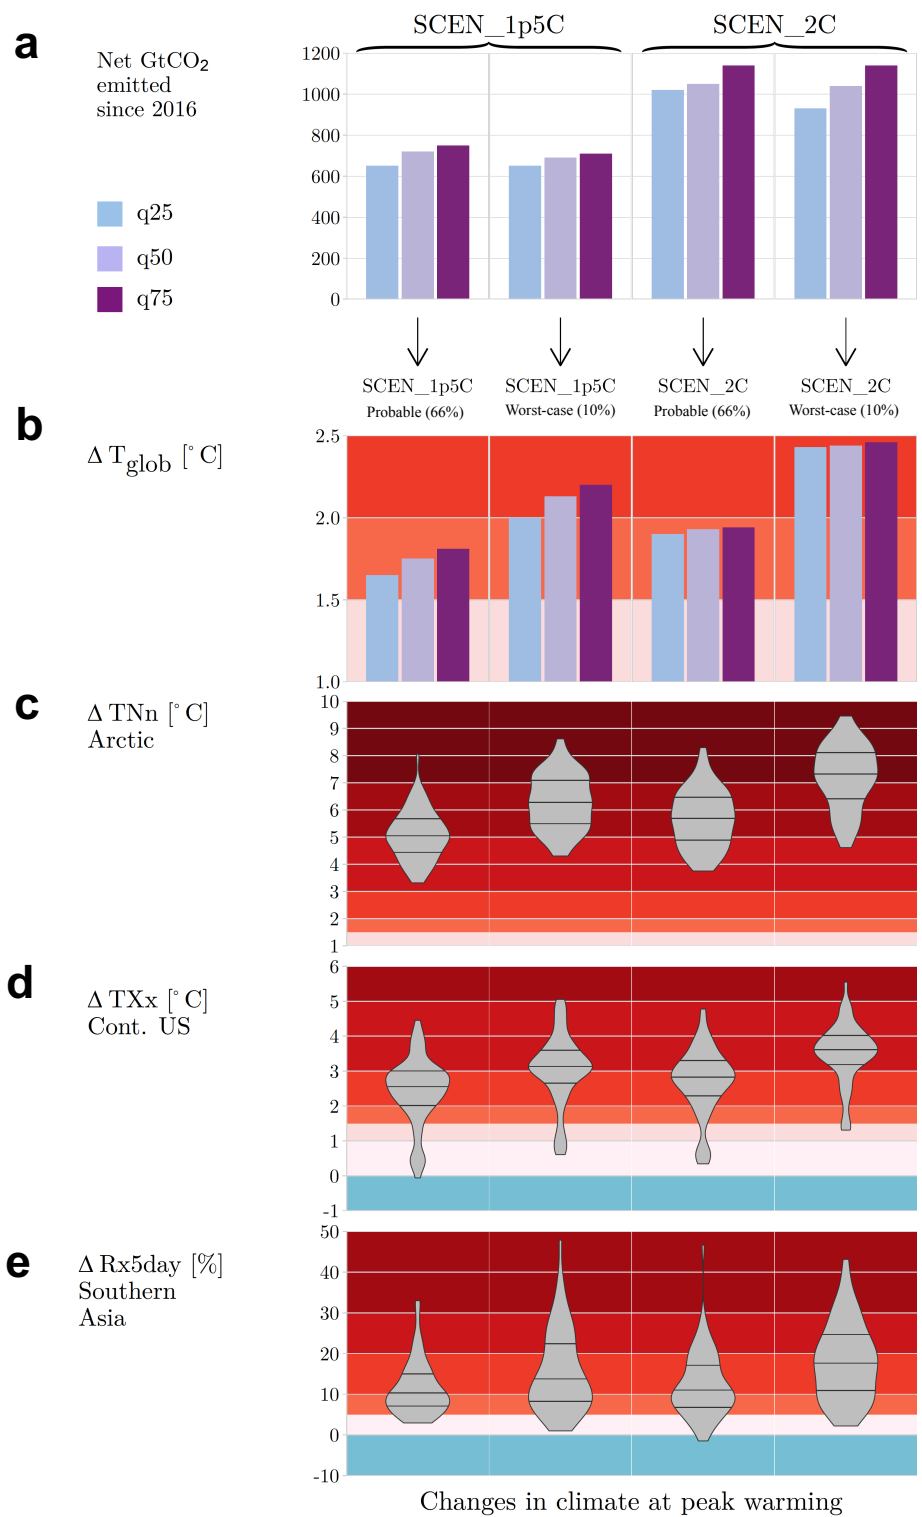 SCEN_1p5C
SCEN_2C
a
Net GtCO₂
emitted
since 2016
q25
q50
q75
1200
1000
800
600
400
200
0
SCEN_1p5C
Probable (66%)
SCEN_1p5C
Worst-case (10%)
SCEN_2C
Probable (66%)
SCEN_2C
Worst-case (10%)
b
Δ T_glob [°C]
2.5
2.0
1.5
1.0
c
Δ TNn [°C]
Arctic
10
9
8
7
6
5
4
3
2
1
d
Δ TXx [°C]
Cont. US
6
5
4
3
2
1
0
-1
e
Δ Rx5day [%]
Southern
Asia
50
40
30
20
10
0
-10
Changes in climate at peak warming